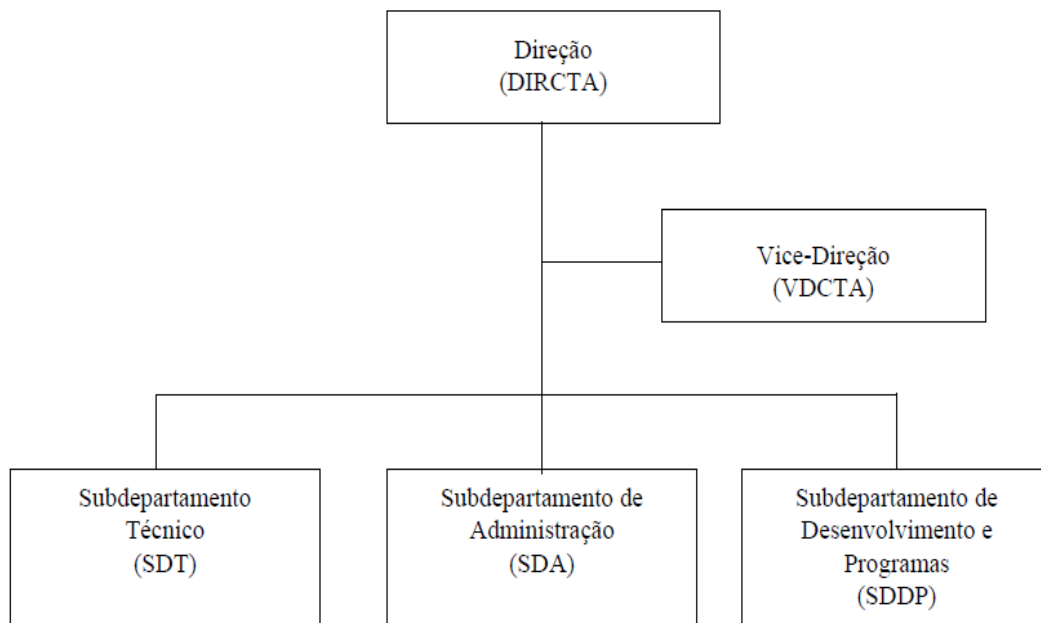 Direção
(DIRCTA)
Vice-Direção
(VDCTA)
Subdepartamento
Técnico
(SDT)
Subdepartamento de
Administração
(SDA)
Subdepartamento de
Desenvolvimento e
Programas
(SDDP)